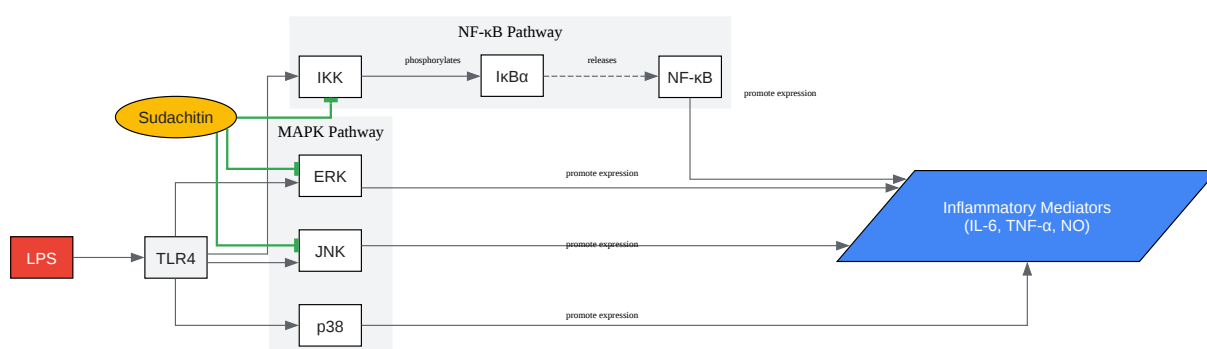 NF-κB Pathway
IKK
phosphorylates
IκBα
releases
NF-κB
promote expression
Sudachitin
MAPK Pathway
ERK
promote expression
Inflammatory Mediators
(IL-6, TNF-α, NO)
LPS
TLR4
JNK
promote expression
p38
promote expression